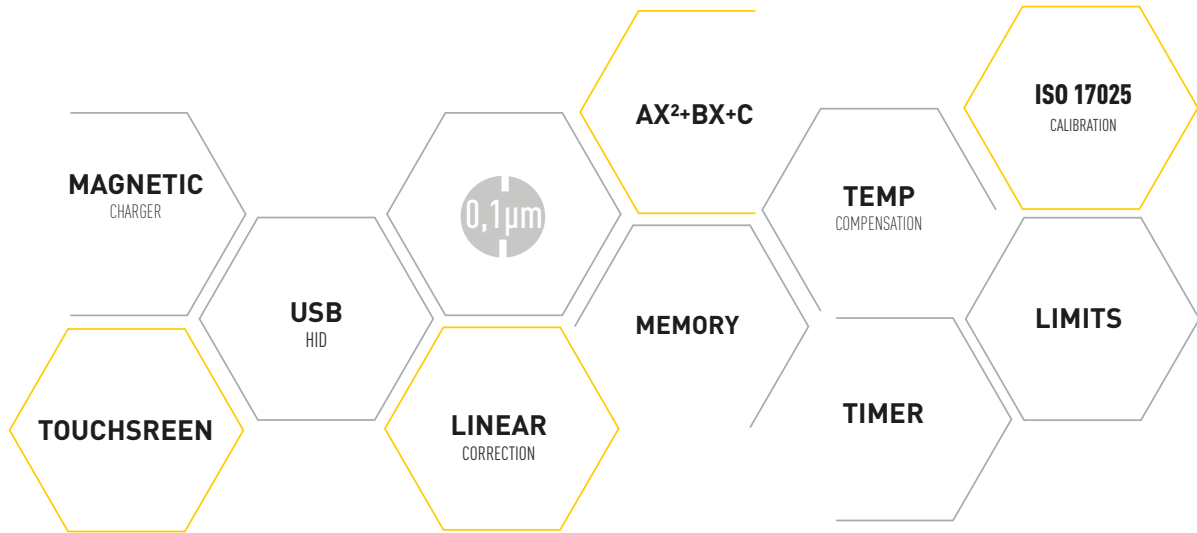 MAGNETIC
CHARGER
TOUCHSREEN
USB
HID
0,1µm
LINEAR
CORRECTION
AX²+BX+C
MEMORY
TEMP
COMPENSATION
TIMER
ISO 17025
CALIBRATION
LIMITS